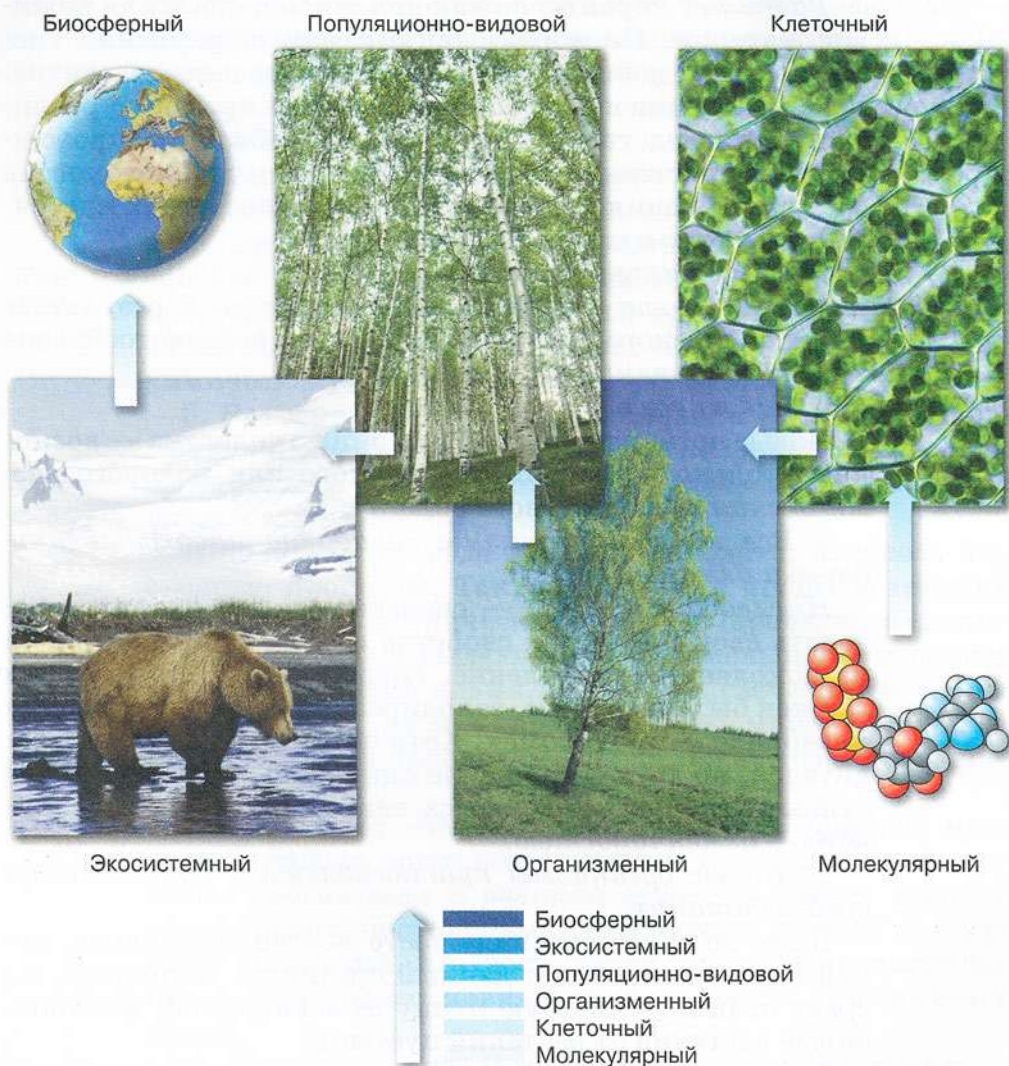 Биосферный
Популяционно-видовой
Клеточный
Экосистемный
Организменный
Молекулярный
Биосферный
Экосистемный
Популяционно-видовой
Организменный
Клеточный
Молекулярный